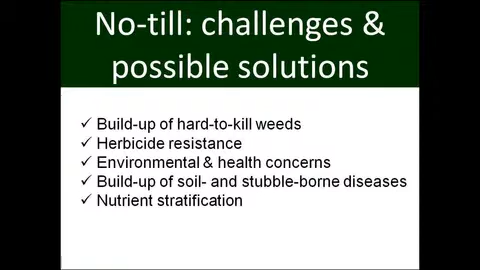 No-till: challenges &
possible solutions
✓ Build-up of hard-to-kill weeds
✓ Herbicide resistance
✓ Environmental & health concerns
✓ Build-up of soil- and stubble-borne diseases
✓ Nutrient stratification